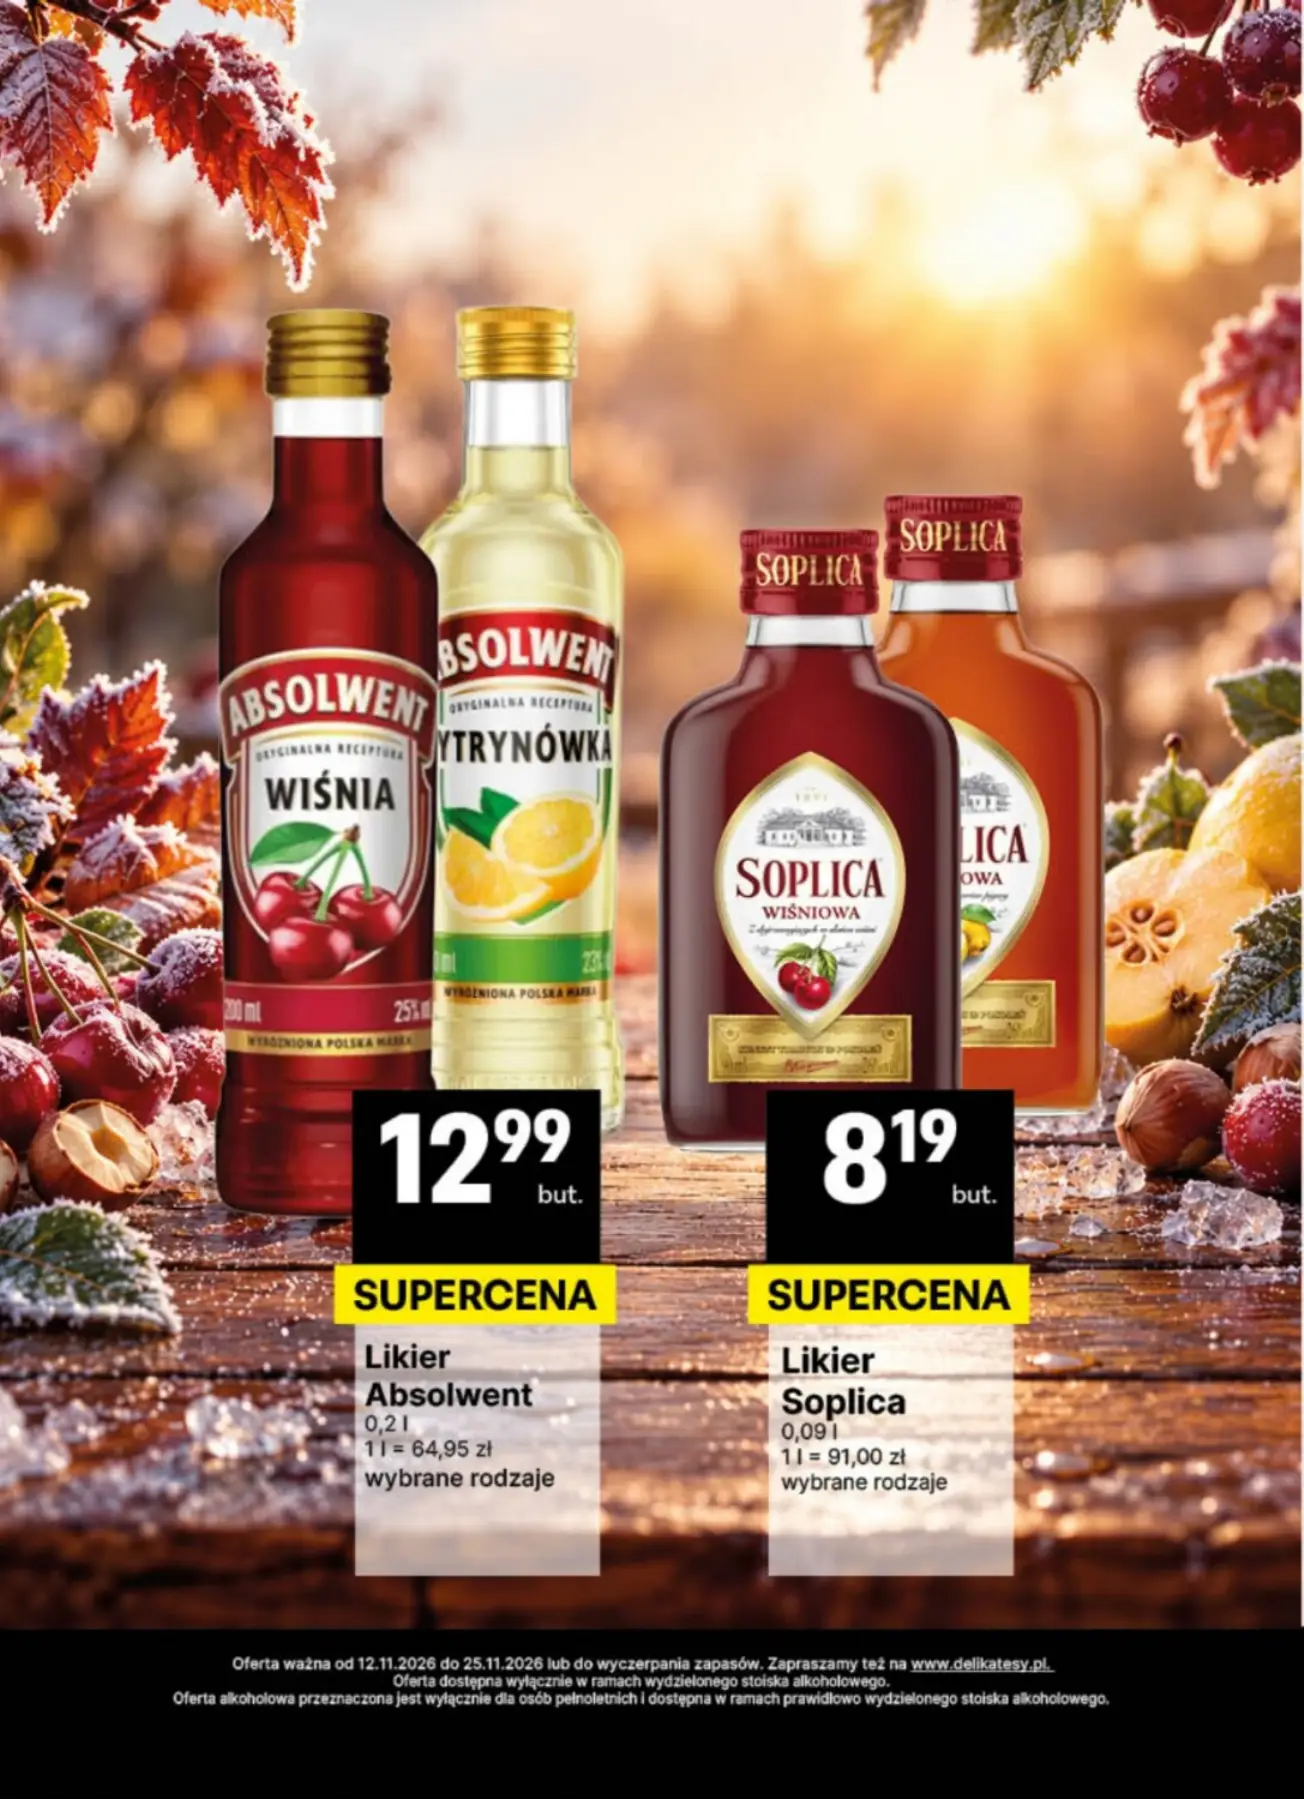 ABSOLWENT
ORYGINALNA RECEPTURA
WIŚNIA
200 ml 25%
WYRÓŻNIONA POLSKA MARKA
BSOLWENT
ORYGINALNA RECEPTURA
YTRYNÓWKA
ml 23%
WYRÓŻNIONA POLSKA MARKA
SOPLICA
SOPLICA
SOPLICA
WIŚNIOWA
LICA
OWA
12 99
but.
SUPERCENA
Likier
Absolwent
0,2 l
1 l = 64,95 zł
wybrane rodzaje
8 19
but.
SUPERCENA
Likier
Soplica
0,09 l
1 l = 91,00 zł
wybrane rodzaje
Oferta ważna od 12.11.2026 do 25.11.2026 lub do wyczerpania zapasów. Zapraszamy też na www.delikatesy.pl.
Oferta dostępna wyłącznie w ramach wydzielonego stoiska alkoholowego.
Oferta alkoholowa przeznaczona jest wyłącznie dla osób pełnoletnich i dostępna w ramach prawidłowo wydzielonego stoiska alkoholowego.